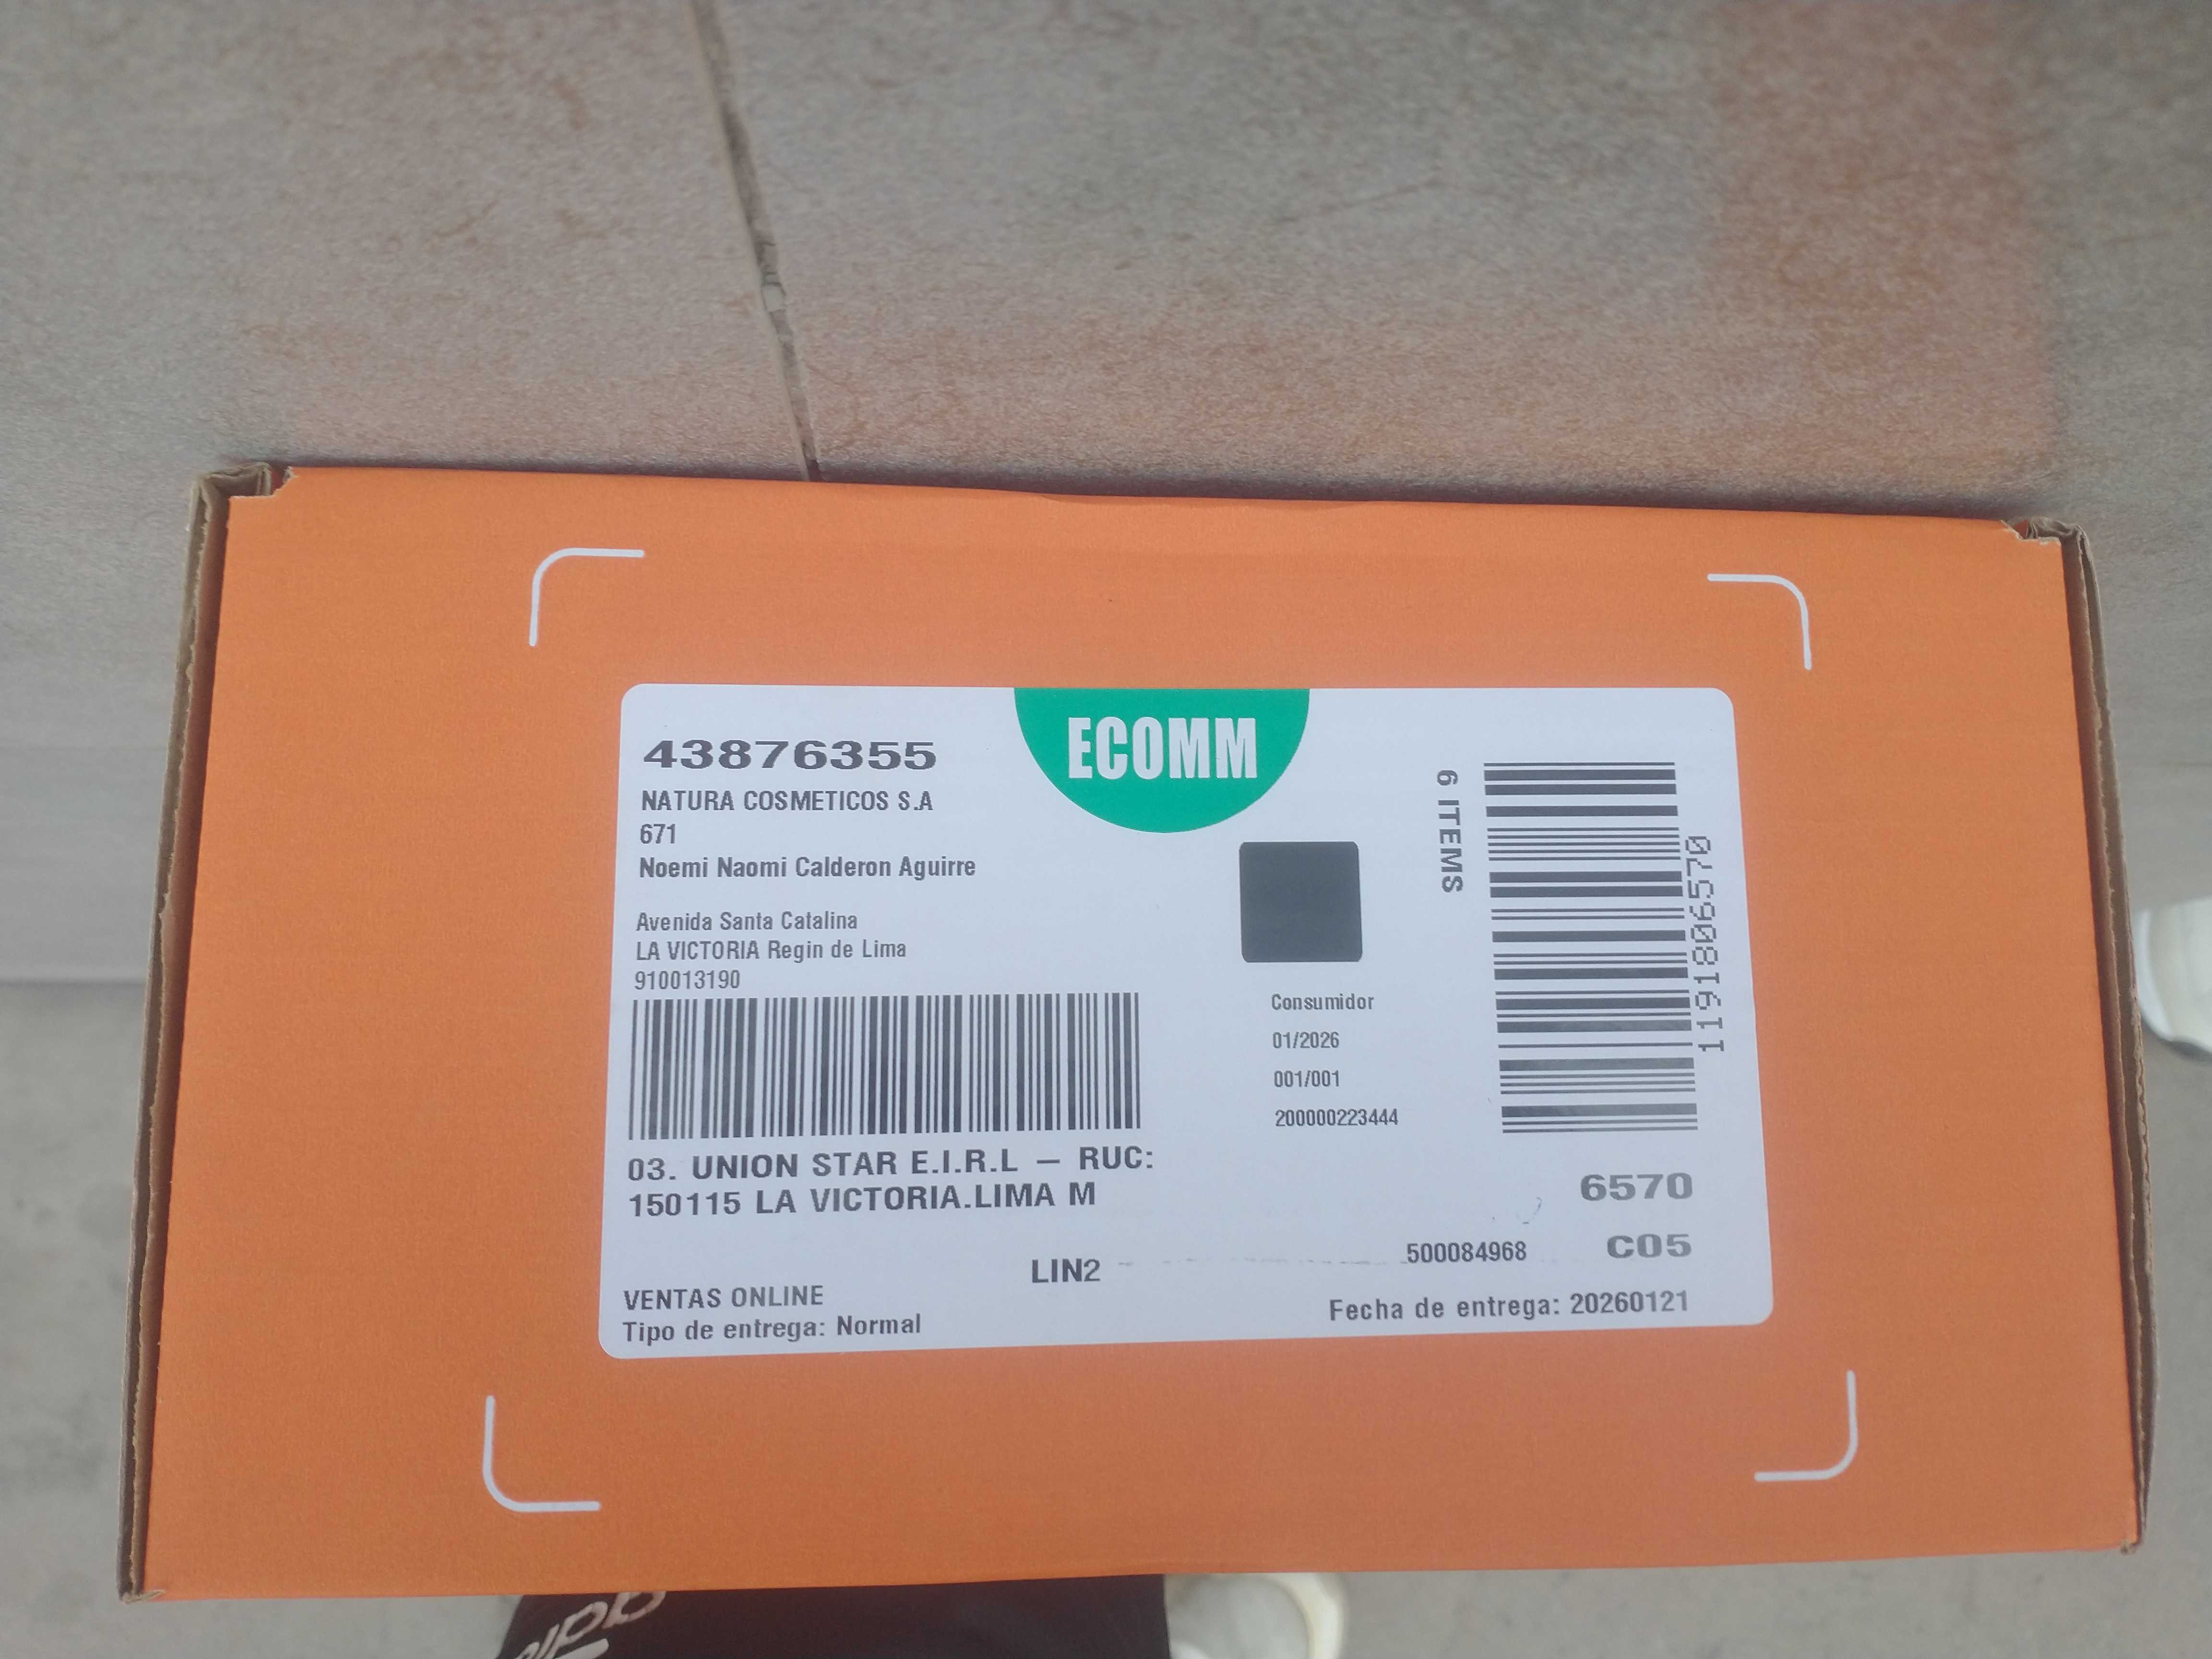 ECOMM
43876355
NATURA COSMETICOS S.A
671
Noemi Naomi Calderon Aguirre
Avenida Santa Catalina
LA VICTORIA Regin de Lima
910013190
6 ITEMS
11918806570
Consumidor
01/2026
001/001
200000223444
03. UNION STAR E.I.R.L – RUC:
150115 LA VICTORIA.LIMA M
6570
LIN2
500084968
C05
VENTAS ONLINE
Tipo de entrega: Normal
Fecha de entrega: 20260121